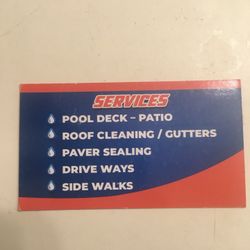 SERVICES
POOL DECK – PATIO
ROOF CLEANING / GUTTERS
PAVER SEALING
DRIVE WAYS
SIDE WALKS